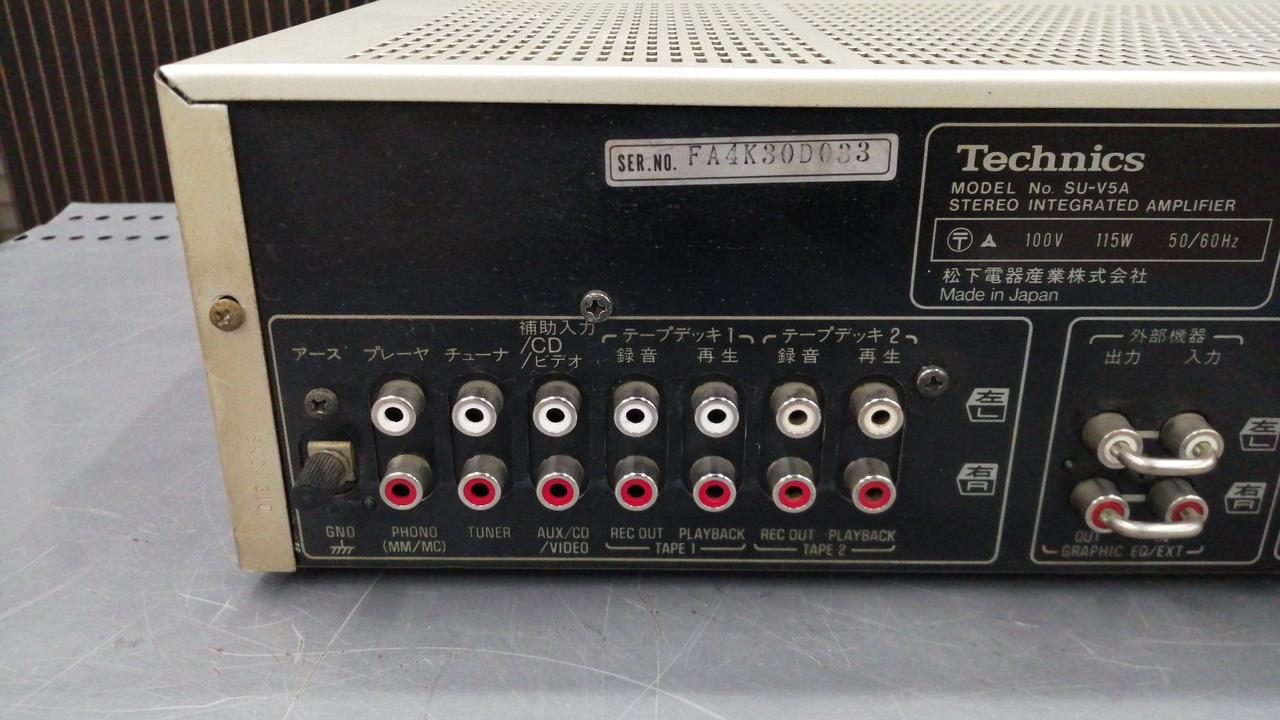 SER.NO. FA4K30D033
Technics
MODEL No. SU-V5A
STEREO INTEGRATED AMPLIFIER
100V 115W 50/60Hz
松下電器産業株式会社
Made in Japan
アース プレーヤ チューナ 補助入力
/CD
/ビデオ
テープデッキ1 テープデッキ2
録音 再生 録音 再生
左L
右R
GND PHONO
(MM/MC)
TUNER AUX/CD
/VIDEO
REC OUT PLAYBACK REC OUT PLAYBACK
TAPE 1 TAPE 2
外部機器
出力 入力
左L
右R
OUT
GRAPHIC EQ/EXT